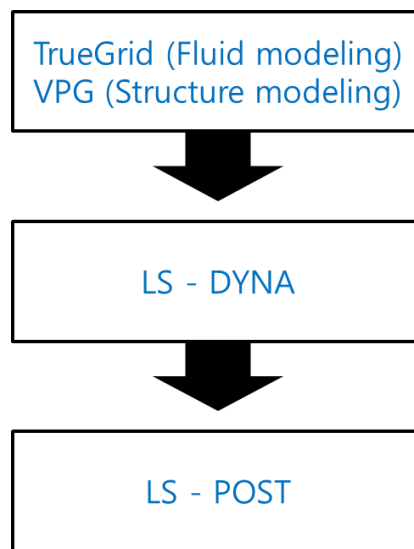 TrueGrid (Fluid modeling)
VPG (Structure modeling)
LS - DYNA
LS - POST